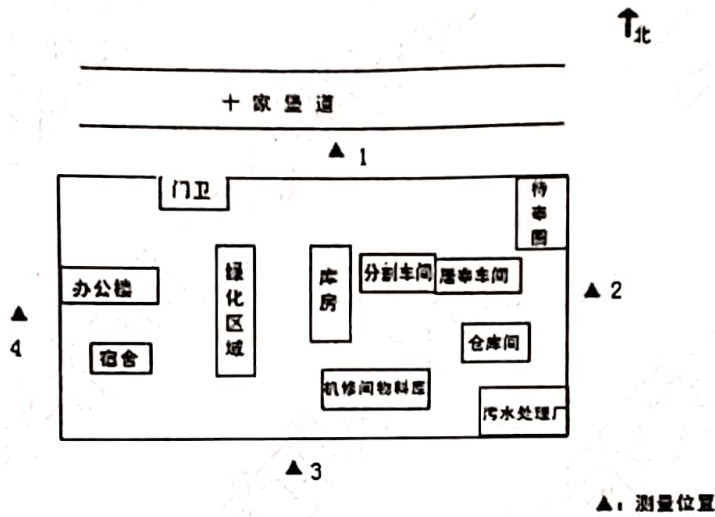 北
十家堡道
1
门卫
待宰圈
分割车间
屠宰车间
库房
绿化区域
办公楼
2
4
宿舍
仓库间
机修间物料库
污水处理厂
3
▲：测量位置